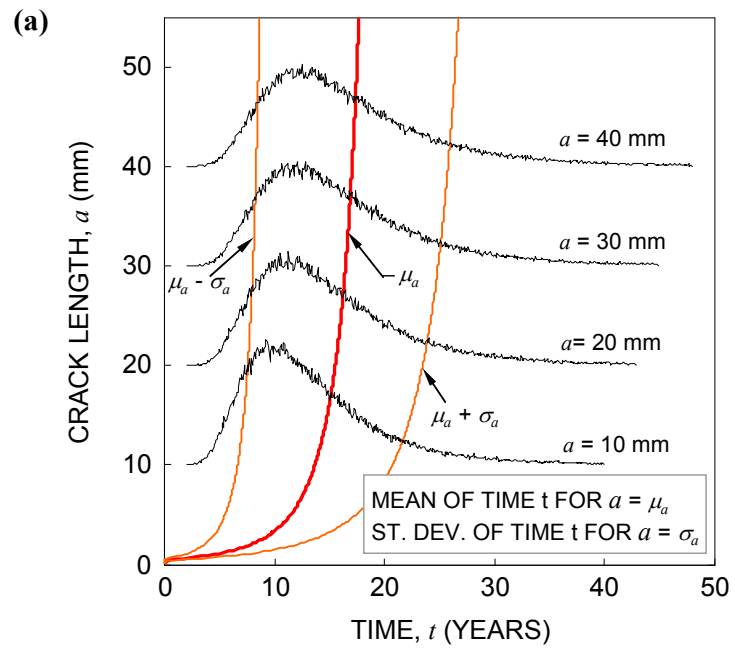 (a)
50
40
30
20
10
0
CRACK LENGTH, a (mm)
a = 40 mm
a = 30 mm
μa - σa
μa
a = 20 mm
μa + σa
a = 10 mm
MEAN OF TIME t FOR a = μa
ST. DEV. OF TIME t FOR a = σa
0 10 20 30 40 50
TIME, t (YEARS)